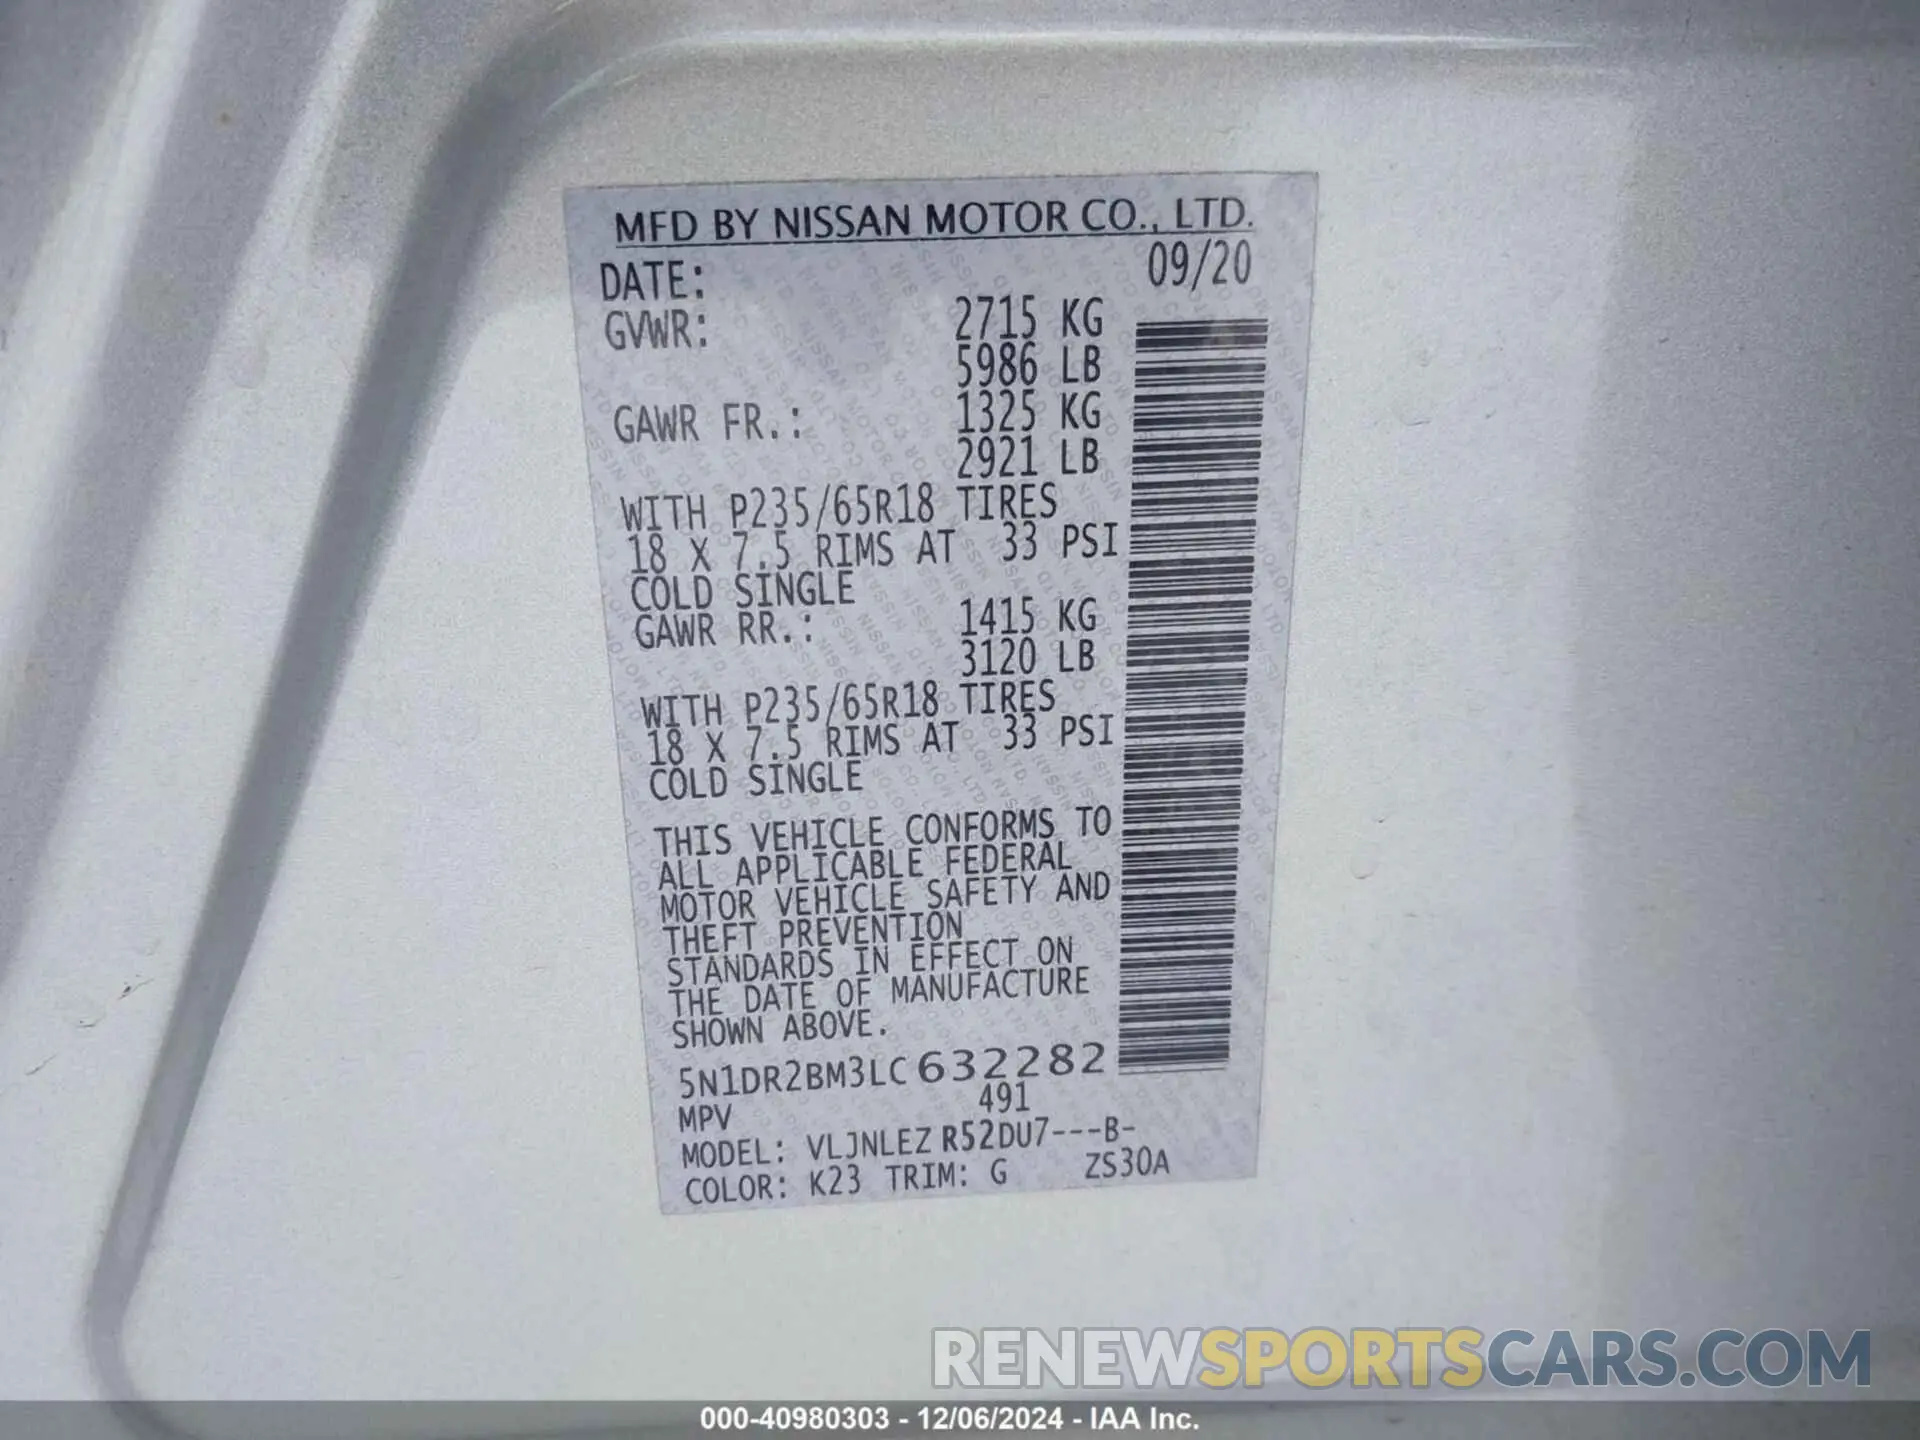 MFD BY NISSAN MOTOR CO., LTD.
DATE: 09/20
GVWR: 2715 KG
5986 LB
GAWR FR.: 1325 KG
2921 LB
WITH P235/65R18 TIRES
18 X 7.5 RIMS AT 33 PSI
COLD SINGLE
GAWR RR.: 1415 KG
3120 LB
WITH P235/65R18 TIRES
18 X 7.5 RIMS AT 33 PSI
COLD SINGLE
THIS VEHICLE CONFORMS TO
ALL APPLICABLE FEDERAL
MOTOR VEHICLE SAFETY AND
THEFT PREVENTION
STANDARDS IN EFFECT ON
THE DATE OF MANUFACTURE
SHOWN ABOVE.
5N1DR2BM3LC632282
MPV 491
MODEL: VLJNLEZ R52DU7---B-
COLOR: K23 TRIM: G ZS30A
RENEWSPORTSCARS.COM
000-40980303 - 12/06/2024 - IAA Inc.